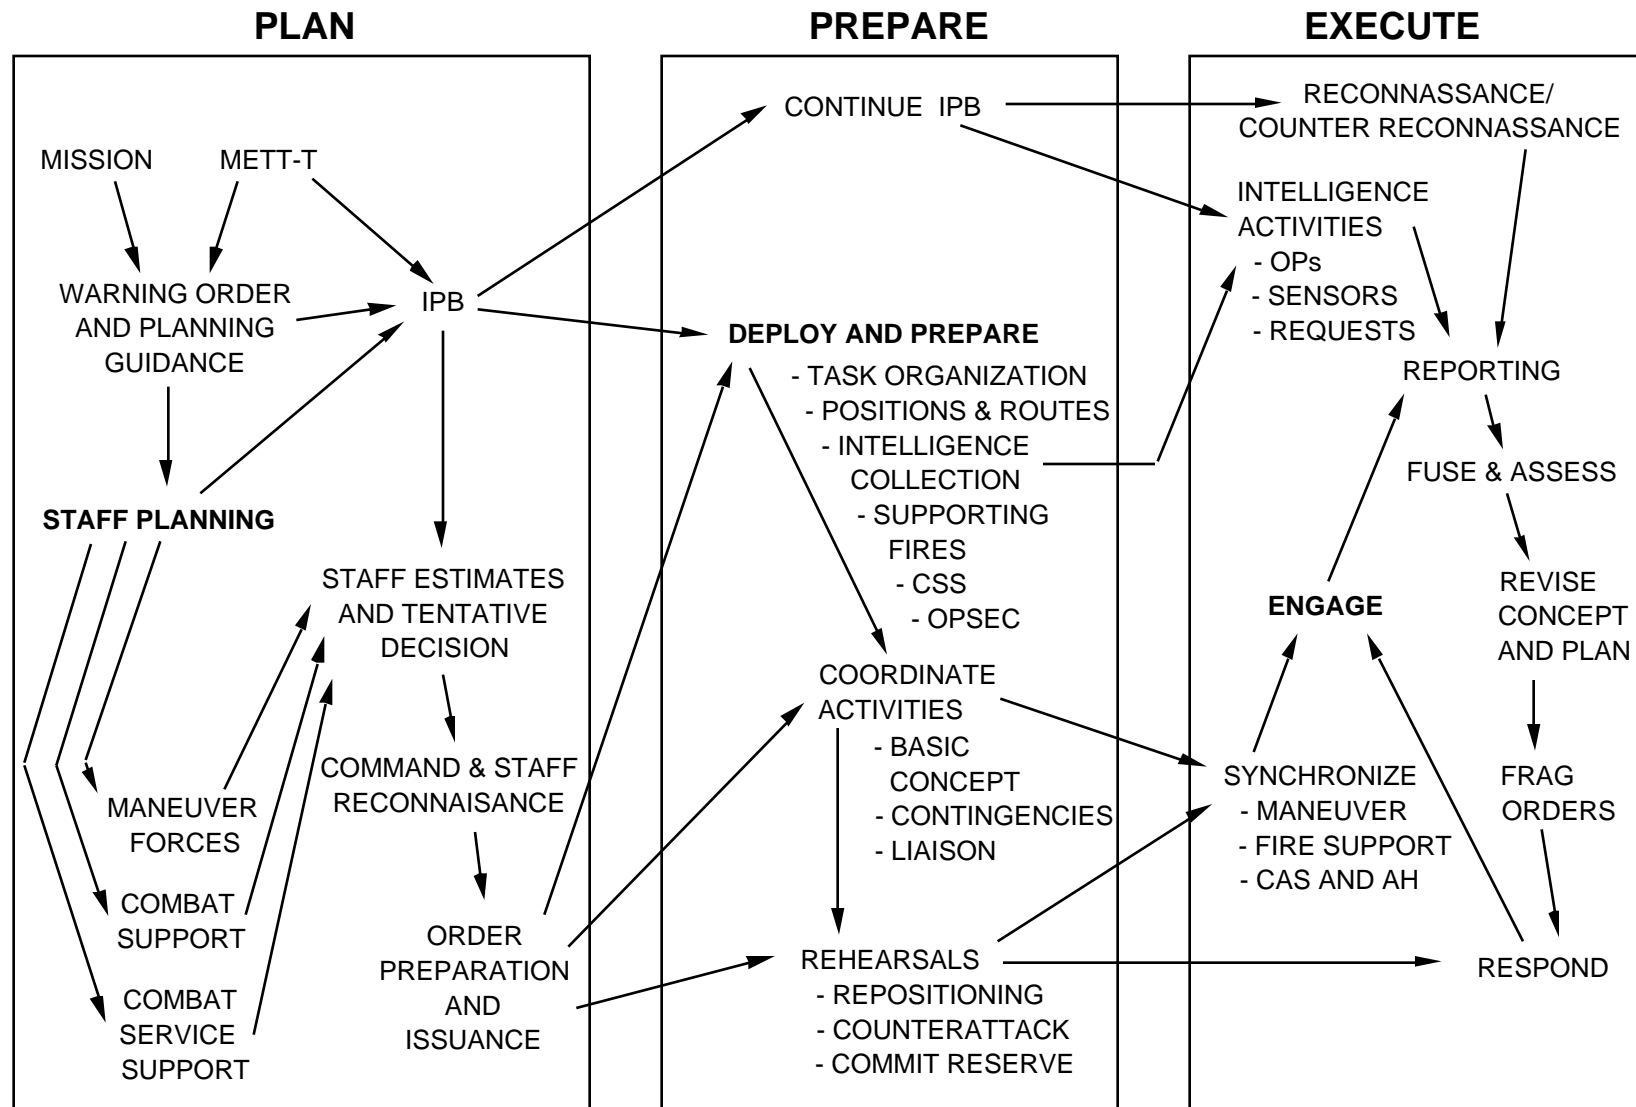 PLAN
MISSION
METT-T
WARNING ORDER
AND PLANNING
GUIDANCE
IPB
STAFF PLANNING
STAFF ESTIMATES
AND TENTATIVE
DECISION
COMMAND & STAFF
RECONNAISANCE
MANEUVER
FORCES
COMBAT
SUPPORT
COMBAT
SERVICE
SUPPORT
ORDER
PREPARATION
AND
ISSUANCE
PREPARE
CONTINUE IPB
DEPLOY AND PREPARE
- TASK ORGANIZATION
- POSITIONS & ROUTES
- INTELLIGENCE
COLLECTION
- SUPPORTING
FIRES
- CSS
- OPSEC
COORDINATE
ACTIVITIES
- BASIC
CONCEPT
- CONTINGENCIES
- LIAISON
REHEARSALS
- REPOSITIONING
- COUNTERATTACK
- COMMIT RESERVE
EXECUTE
RECONNASSANCE/
COUNTER RECONNASSANCE
INTELLIGENCE
ACTIVITIES
- OPs
- SENSORS
- REQUESTS
REPORTING
FUSE & ASSESS
REVISE
CONCEPT
AND PLAN
ENGAGE
SYNCHRONIZE
- MANEUVER
- FIRE SUPPORT
- CAS AND AH
FRAG
ORDERS
RESPOND